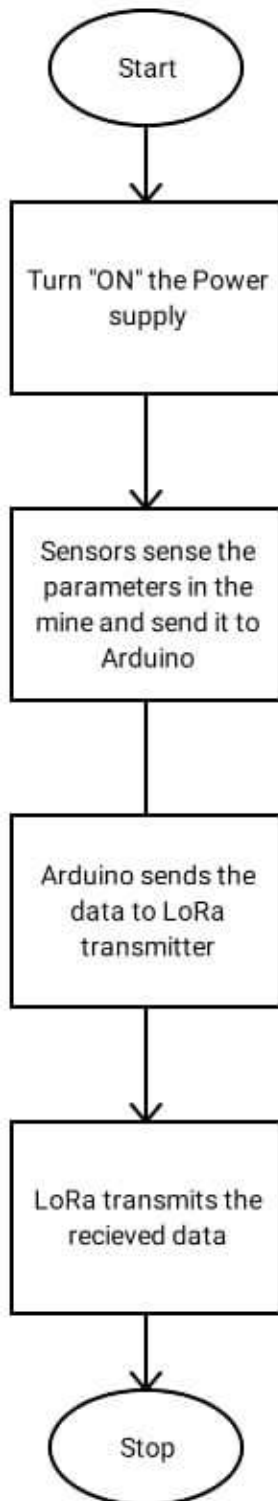 Start
Turn "ON" the Power
supply
Sensors sense the
parameters in the
mine and send it to
Arduino
Arduino sends the
data to LoRa
transmitter
LoRa transmits the
recieved data
Stop